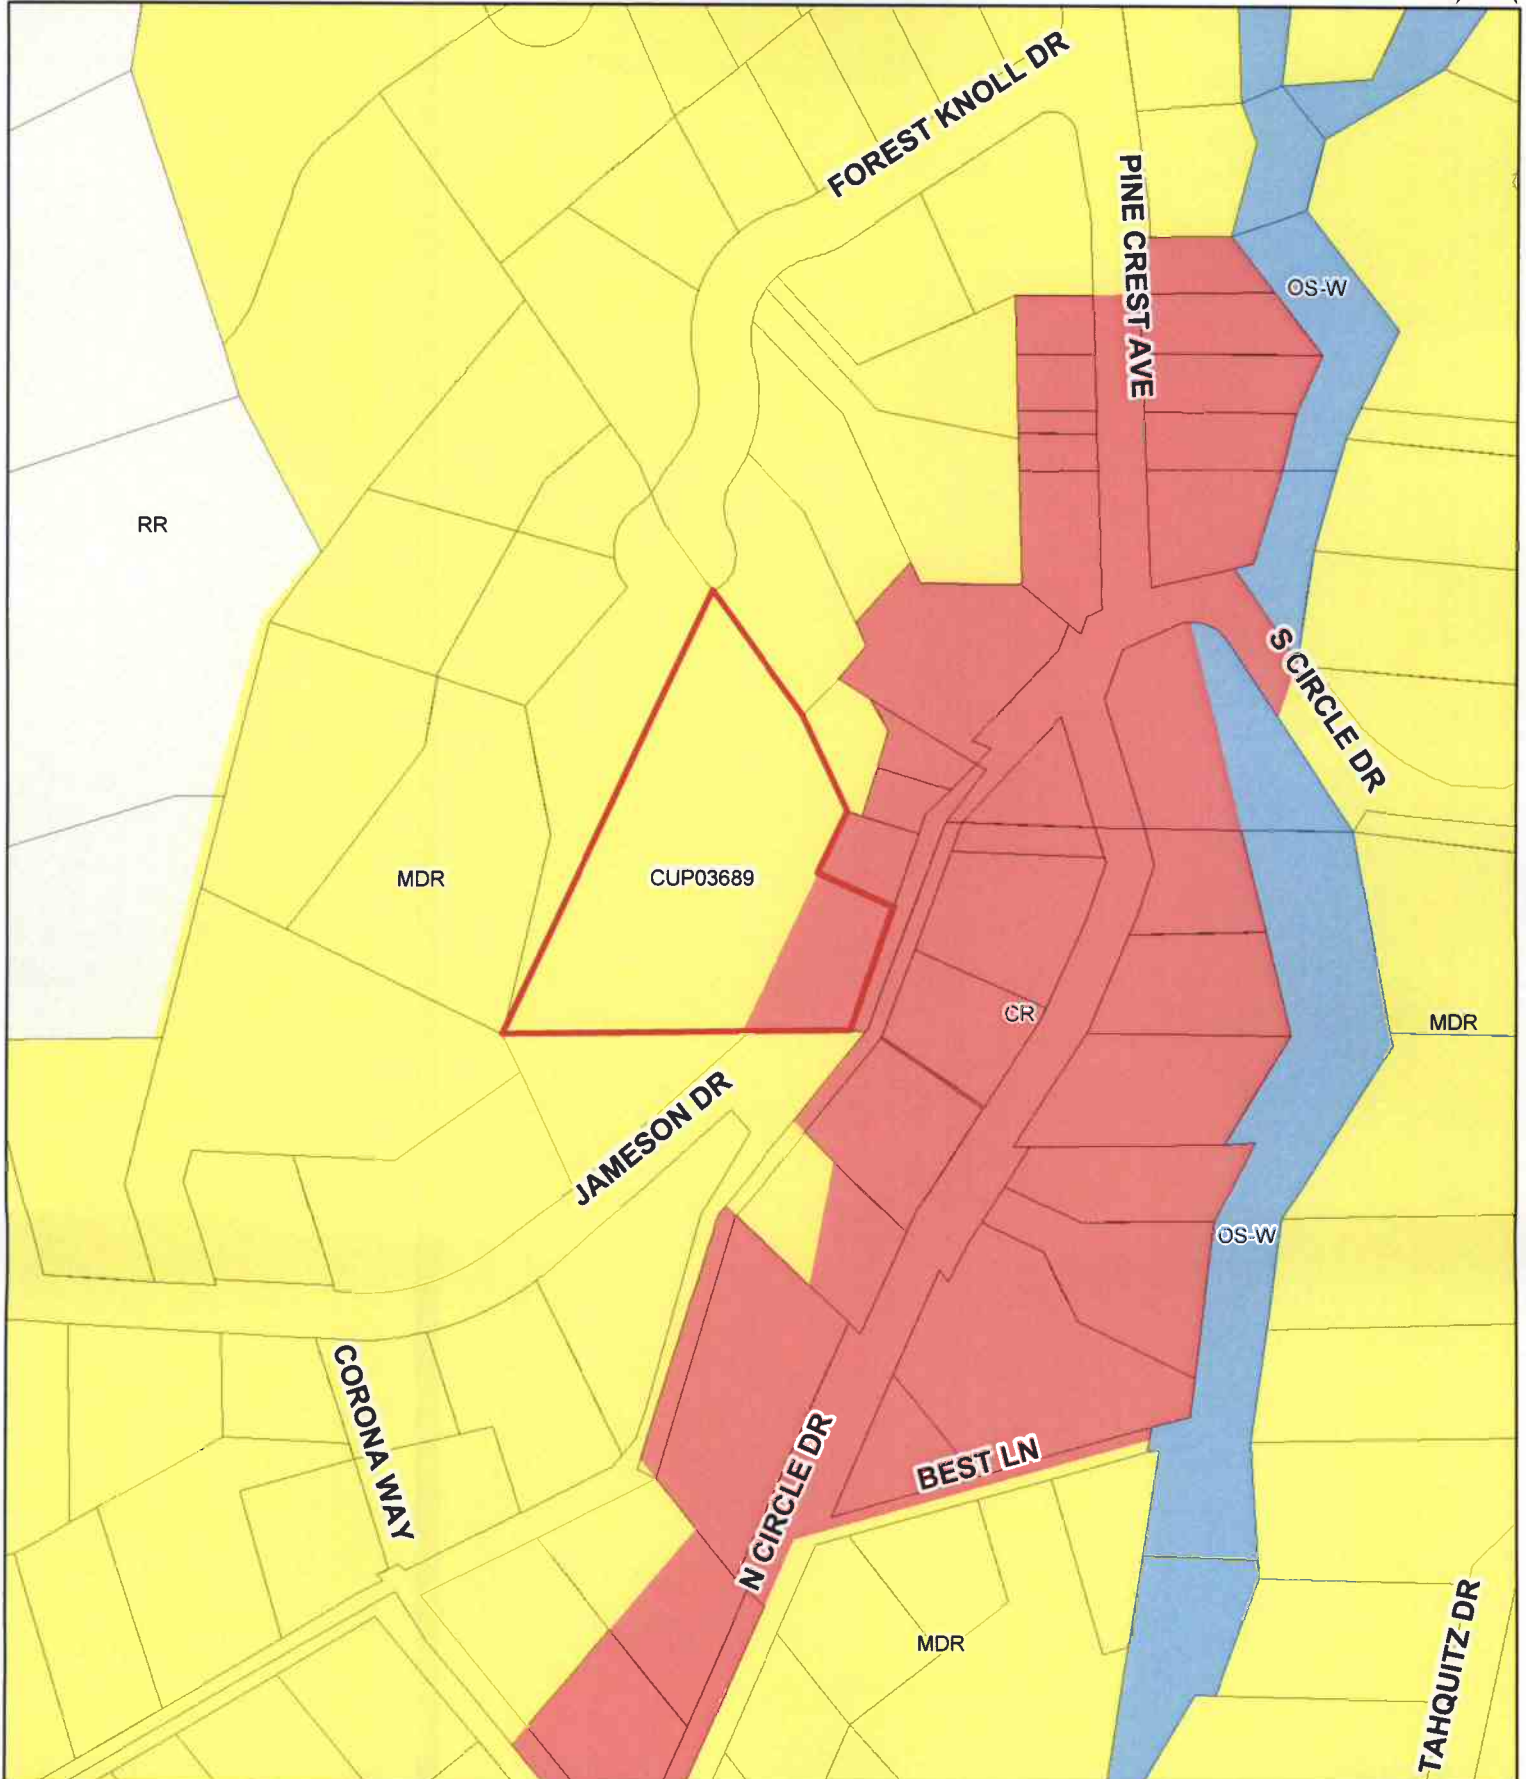 FOREST KNOLL DR
PINE CREST AVE
OS-W
RR
S CIRCLE DR
MDR
CUP03689
CR
MDR
JAMESON DR
OS-W
CORONA WAY
N CIRCLE DR
BEST LN
MDR
TAHQUITZ DR